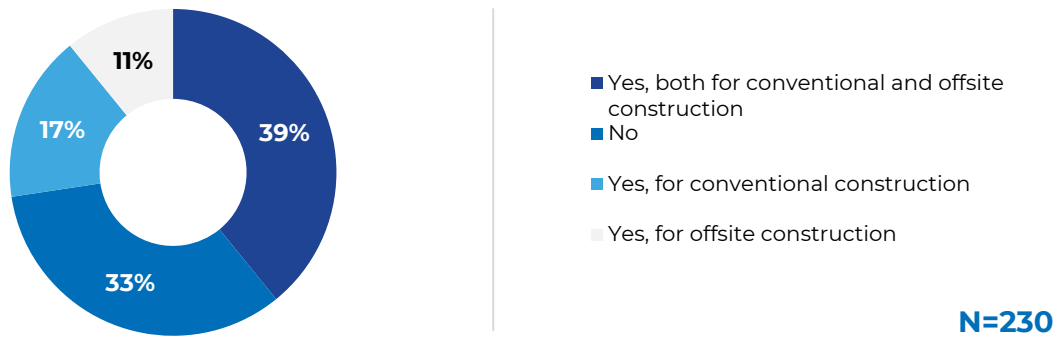 11%
17%
39%
33%
Yes, both for conventional and offsite
construction
No
Yes, for conventional construction
Yes, for offsite construction
N=230